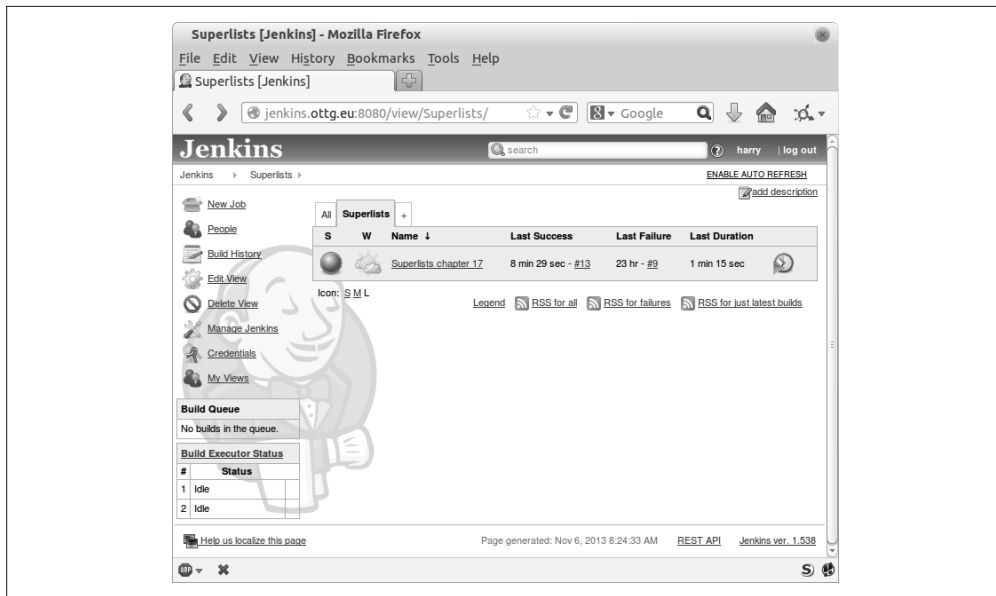 Superlists [Jenkins] - Mozilla Firefox
File Edit View History Bookmarks Tools Help
Superlists [Jenkins]
jenkins.ottg.eu:8080/view/Superlists/
8 Google
Jenkins
search
? harry | log out
Jenkins Superlists
ENABLE AUTO REFRESH
add description
New Job
People
Build History
Edit View
Delete View
Manage Jenkins
Credentials
My Views
All Superlists +
S W Name ↓ Last Success Last Failure Last Duration
Superlists chapter 17 8 min 29 sec - #13 23 hr - #9 1 min 15 sec
Icon: S M L
Legend RSS for all RSS for failures RSS for just latest builds
Build Queue
No builds in the queue.
Build Executor Status
# Status
1 Idle
2 Idle
Help us localize this page
Page generated: Nov 6, 2013 8:24:33 AM REST API Jenkins ver. 1.538
ABP
S